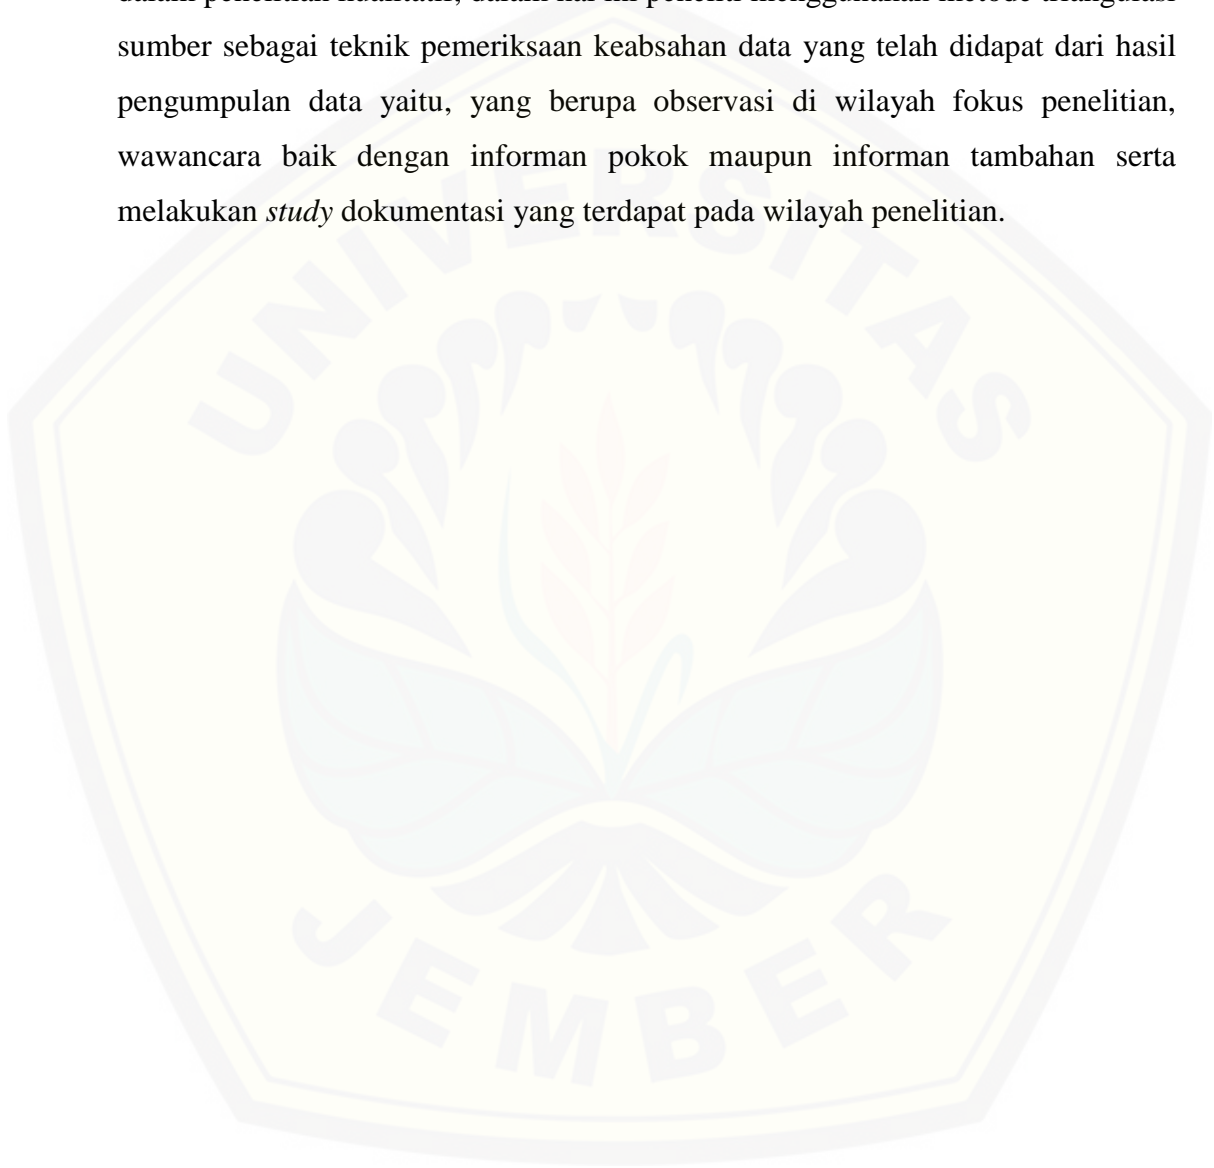 sumber sebagai teknik pemeriksaan keabsahan data yang telah didapat dari hasil
pengumpulan data yaitu, yang berupa observasi di wilayah fokus penelitian,
wawancara baik dengan informan pokok maupun informan tambahan serta
melakukan study dokumentasi yang terdapat pada wilayah penelitian.
UNIVERSITAS
JEMBER